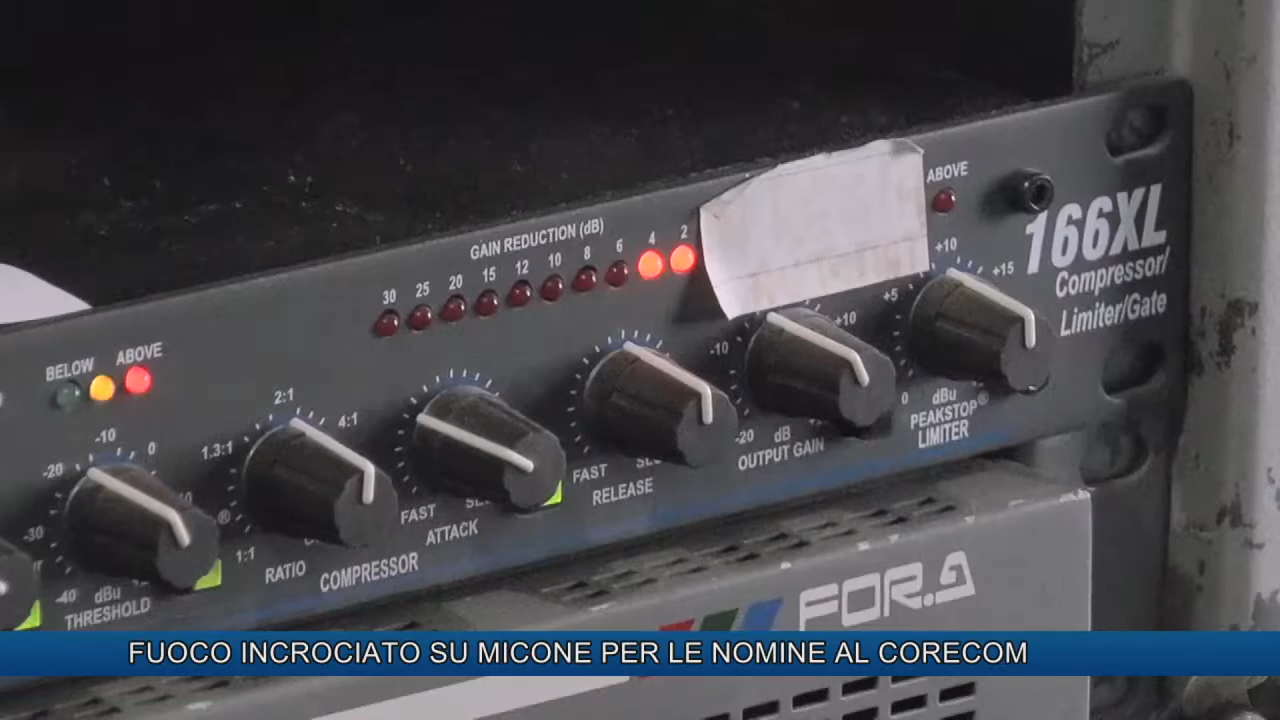 ABOVE
166XL
Compressor/
Limiter/Gate
GAIN REDUCTION (dB)
30 25 20 15 12 10 8 6 4 2
BELOW ABOVE
-40 -30 -20 -10 0
dBu
THRESHOLD
1:1 1.3:1 2:1 4:1
RATIO
COMPRESSOR
FAST
ATTACK
FAST
RELEASE
-20 -10 +10
dB
OUTPUT GAIN
0 +5 +10 +15
dBu
PEAKSTOP®
LIMITER
FOR.A
FUOCO INCROCIATO SU MICONE PER LE NOMINE AL CORECOM